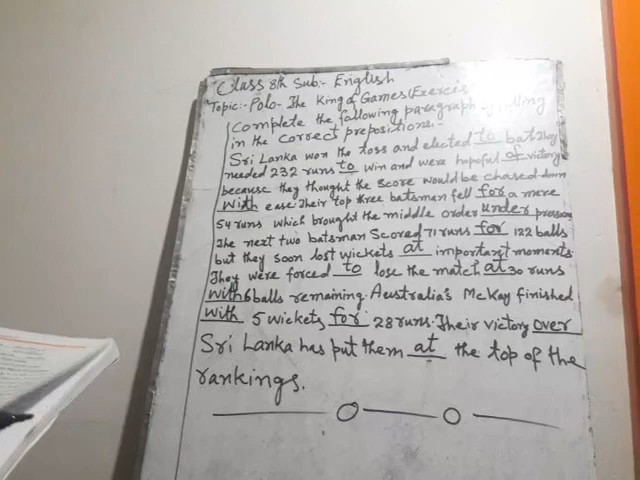 Class 8th Sub:- English
Topic:- Polo- The King of Games(Exercis
Complete the following paragraph by filling
in the correct prepositions:-
Sri Lanka won the toss and elected to bat. They
needed 232 runs to win and were hopeful of victory
because they thought the score would be chased down
with ease. Their top three batsman fell for a mere
54 runs which brought the middle order under pressure
The next two batsman scored 71 runs for 122 balls
but they soon lost wickets at important moments.
They were forced to lose the match at 30 runs
with 6 balls remaining. Australia's McKay finished
with 5 wickets for 28 runs. Their victory over
Sri Lanka has put them at the top of the
rankings.